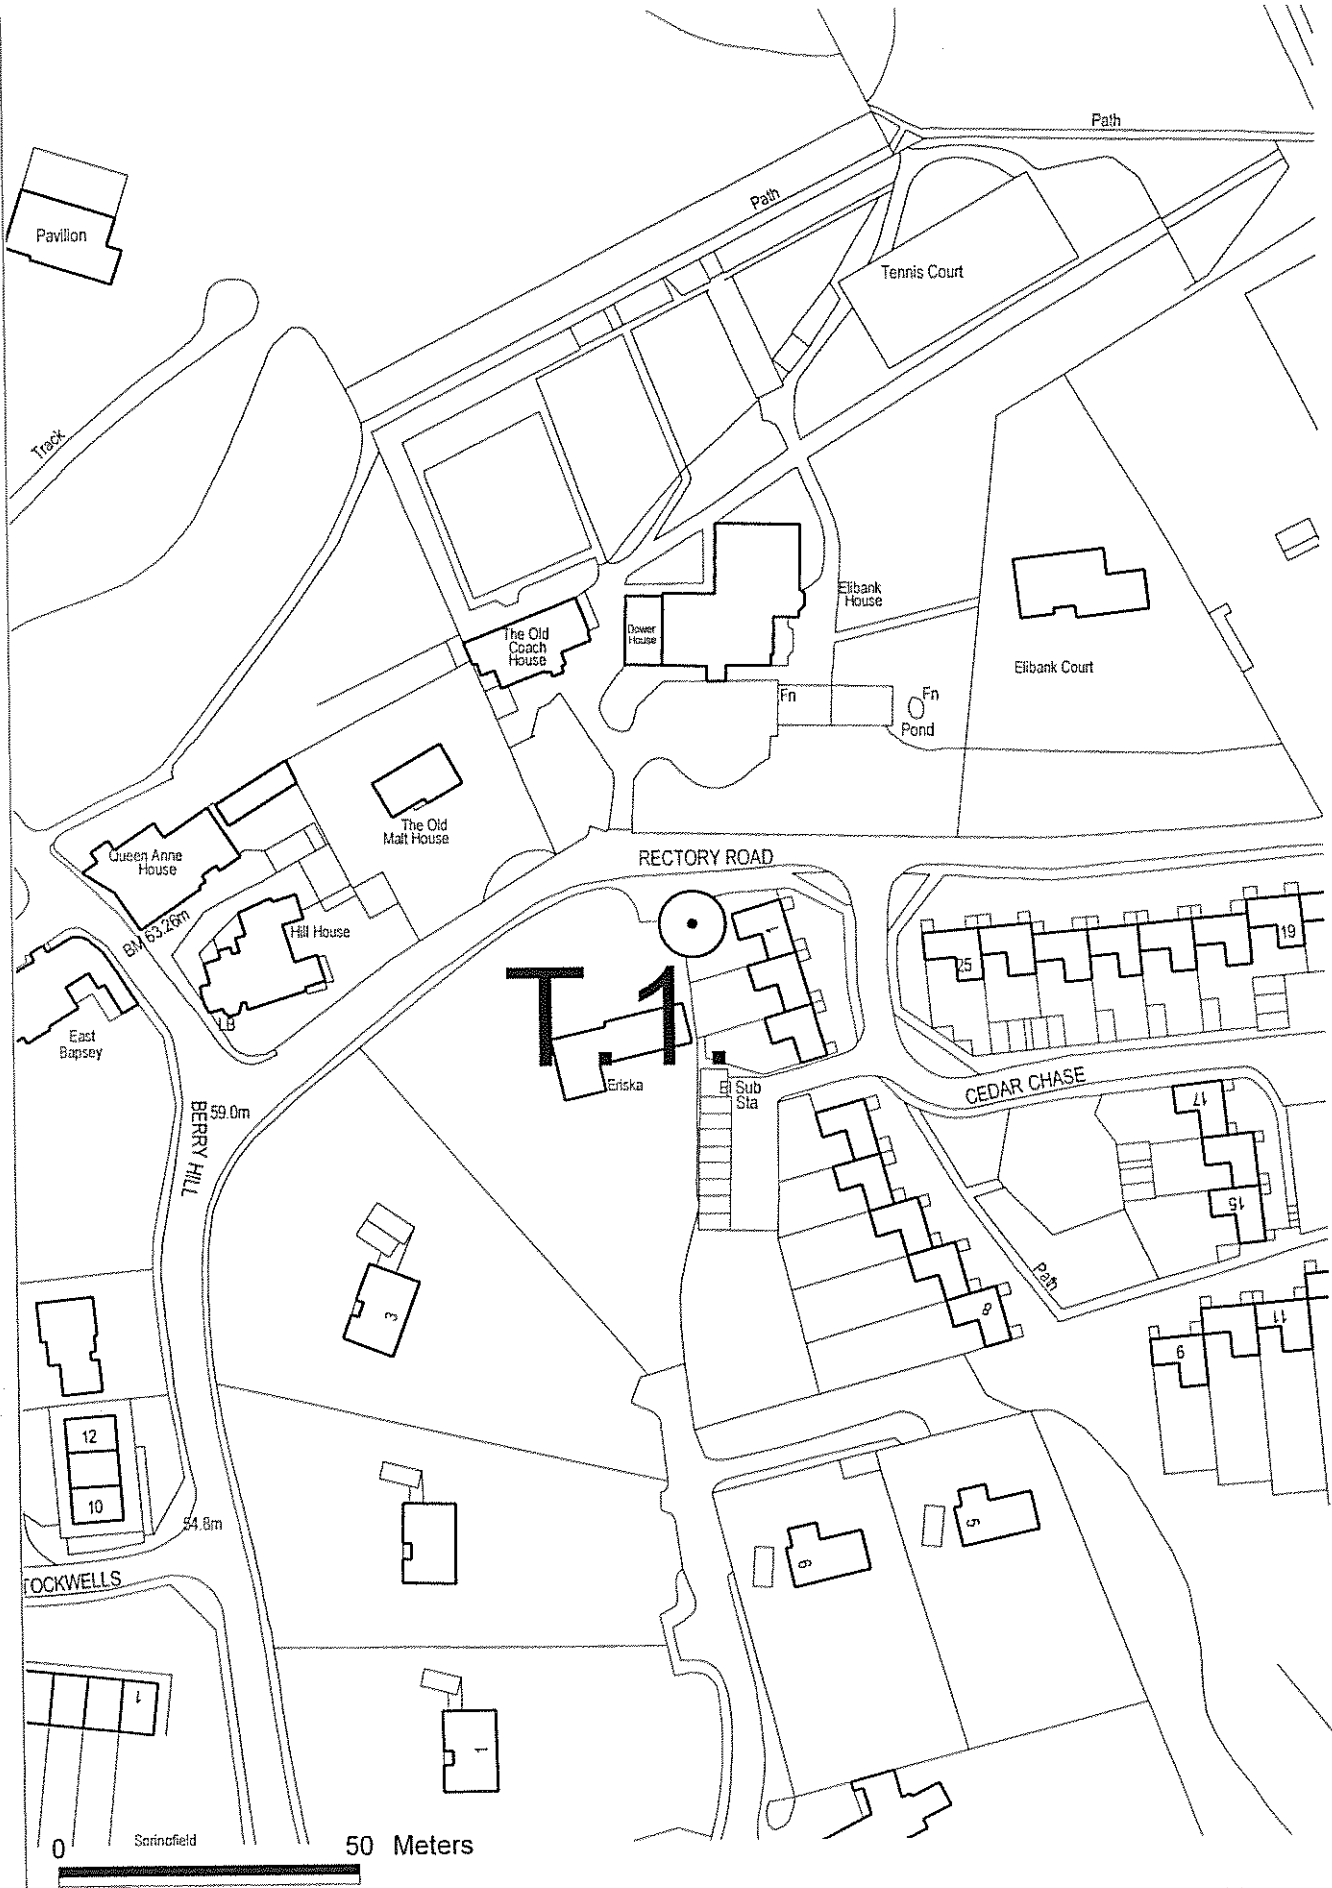 Path
Path
Pavilion
Tennis Court
Track
Elibank
House
The Old
Coach
House
Dower
House
Elibank Court
Fn
Fn
Pond
The Old
Malt House
Queen Anne
House
RECTORY ROAD
BM 63.26m
Hill House
1
25
19
T.1.
LB
East
Bapsey
Eriska
El Sub
Sta
CEDAR CHASE
17
BERRY HILL
59.0m
15
Path
3
8
11
9
12
10
54.8m
5
6
TOCKWELLS
1
1
Springfield
0
50 Meters